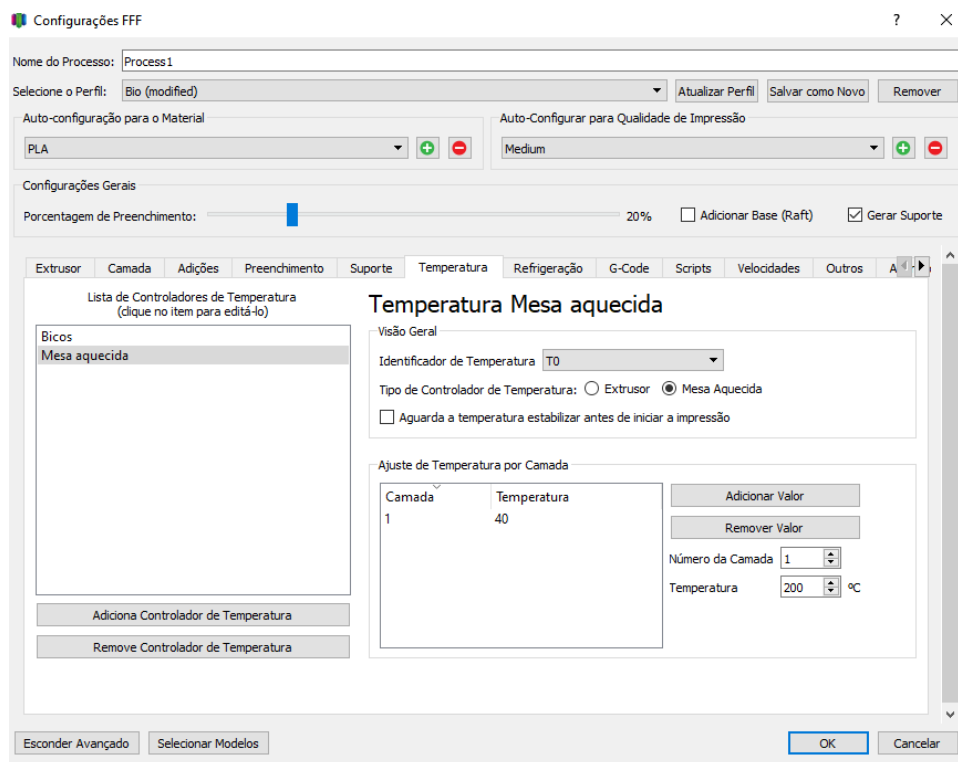 Configurações FFF
?
Nome do Processo: Process1
Selecione o Perfil: Bio (modified) Atualizar Perfil Salvar como Novo Remover
Auto-configuração para o Material
PLA
Auto-Configurar para Qualidade de Impressão
Medium
Configurações Gerais
Porcentagem de Preenchimento: 20% Adicionar Base (Raft) Gerar Suporte
Extrusor Camada Adições Preenchimento Suporte Temperatura Refrigeração G-Code Scripts Velocidades Outros
Lista de Controladores de Temperatura
(clique no item para editá-lo)
Bicos
Mesa aquecida
Adiciona Controlador de Temperatura
Remove Controlador de Temperatura
Temperatura Mesa aquecida
Visão Geral
Identificador de Temperatura T0
Tipo de Controlador de Temperatura: Extrusor Mesa Aquecida
Aguarda a temperatura estabilizar antes de iniciar a impressão
Ajuste de Temperatura por Camada
Camada Temperatura
1 40
Adicionar Valor
Remover Valor
Número da Camada 1
Temperatura 200 ºC
Esconder Avançado Selecionar Modelos OK Cancelar